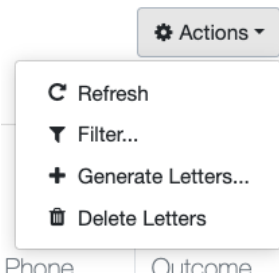 Actions
Refresh
Filter...
Generate Letters...
Delete Letters
Phone Outcome